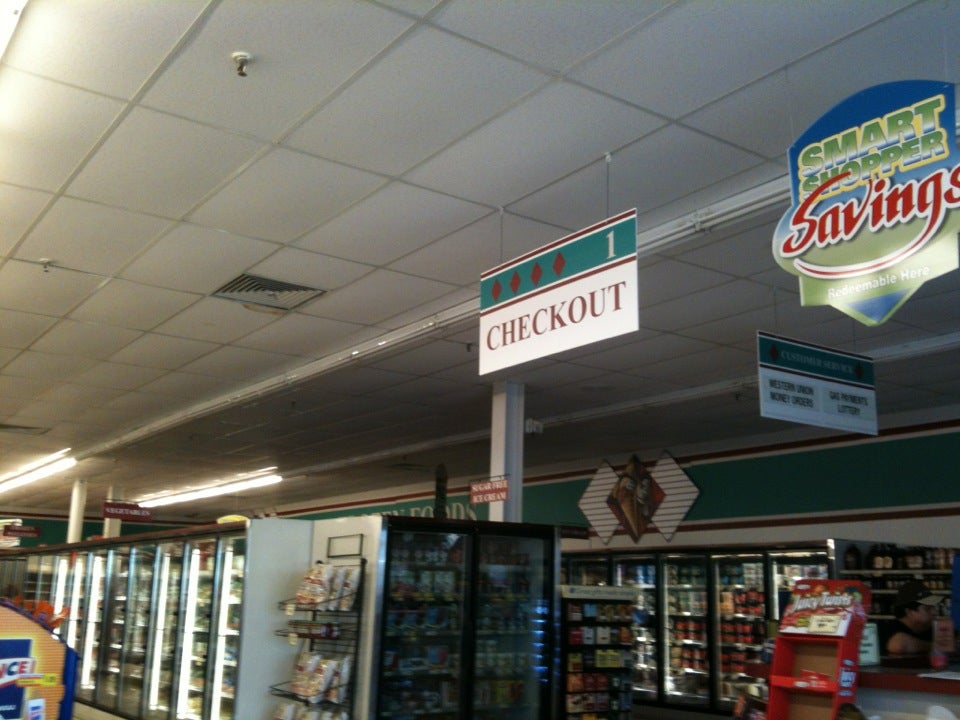 SMART
SHOPPER
Savings
Redeemable Here
1
CHECKOUT
CUSTOMER SERVICE
WESTERN UNION
MONEY ORDERS
GAS PAYMENTS
LOTTERY
SUGAR FREE
ICE CREAM
VEGETABLES
FOODS